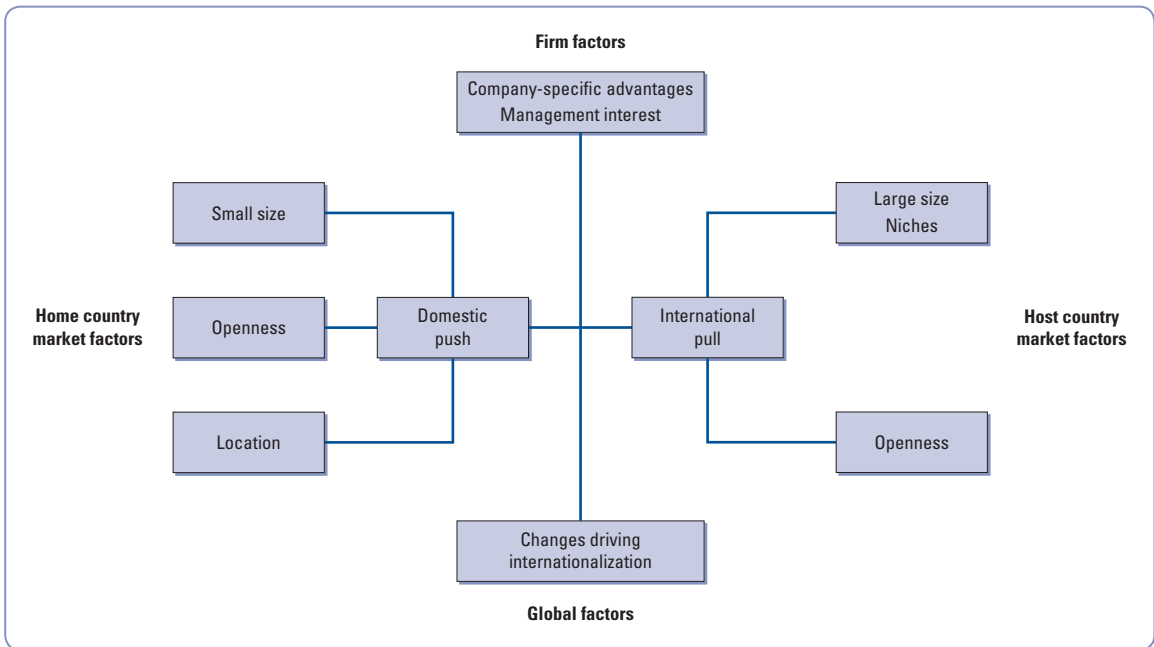 Firm factors
Company-specific advantages
Management interest
Small size
Large size
Niches
Home country
market factors
Openness
Domestic
push
International
pull
Host country
market factors
Location
Openness
Changes driving
internationalization
Global factors